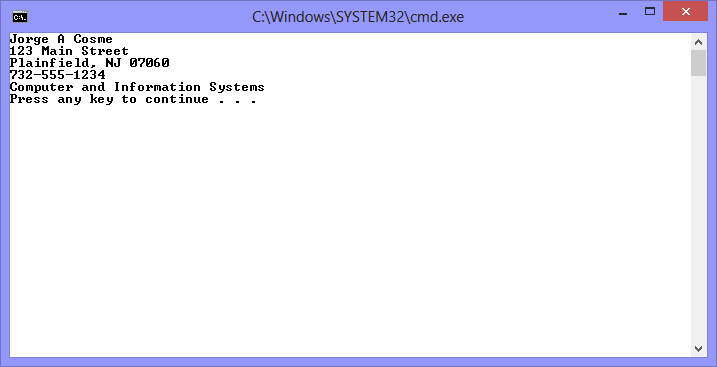 C:\Windows\SYSTEM32\cmd.exe
Jorge A Cosme
123 Main Street
Plainfield, NJ 07060
732-555-1234
Computer and Information Systems
Press any key to continue . . .